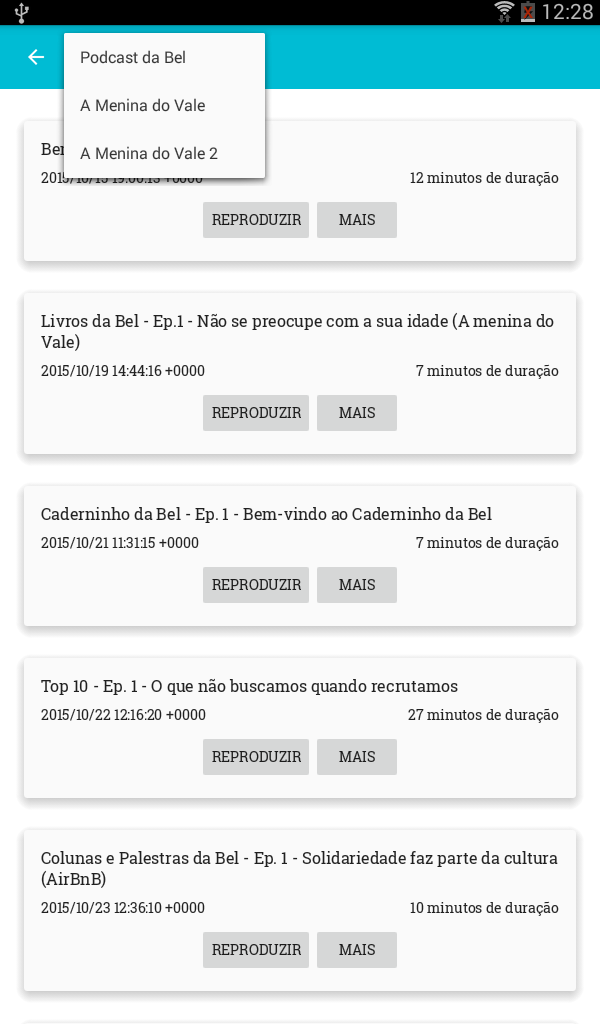 12:28
Podcast da Bel
A Menina do Vale
A Menina do Vale 2
12 minutos de duração
REPRODUZIR MAIS
Livros da Bel - Ep.1 - Não se preocupe com a sua idade (A menina do
Vale)
2015/10/19 14:44:16 +0000 7 minutos de duração
REPRODUZIR MAIS
Caderninho da Bel - Ep. 1 - Bem-vindo ao Caderninho da Bel
2015/10/21 11:31:15 +0000 7 minutos de duração
REPRODUZIR MAIS
Top 10 - Ep. 1 - O que não buscamos quando recrutamos
2015/10/22 12:16:20 +0000 27 minutos de duração
REPRODUZIR MAIS
Colunas e Palestras da Bel - Ep. 1 - Solidariedade faz parte da cultura
(AirBnB)
2015/10/23 12:36:10 +0000 10 minutos de duração
REPRODUZIR MAIS